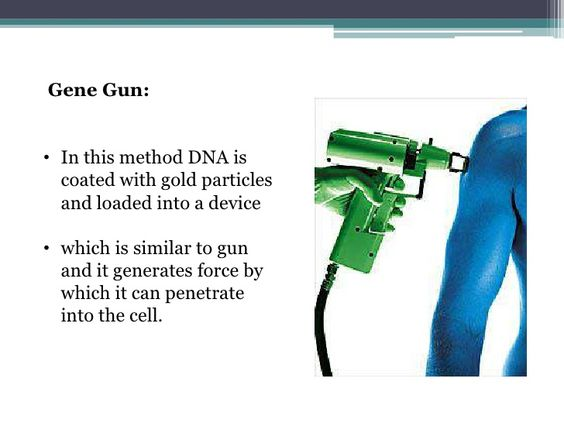 Gene Gun:
• In this method DNA is
coated with gold particles
and loaded into a device
• which is similar to gun
and it generates force by
which it can penetrate
into the cell.